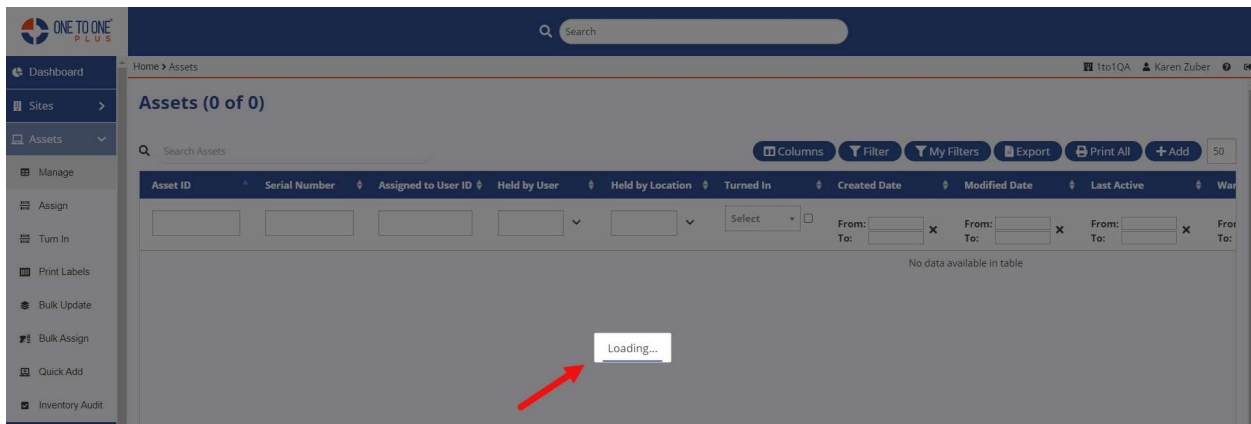 ONE TO ONE
PLUS
Search
Dashboard
Home > Assets
1to1QA Karen Zuber
Sites
Assets (0 of 0)
Assets
Search Assets
Columns Filter My Filters Export Print All +Add 50
Manage
Asset ID Serial Number Assigned to User ID Held by User Held by Location Turned In Created Date Modified Date Last Active War
Assign
Select
From: From: From: From
To: To: To: To:
Turn In
No data available in table
Print Labels
Bulk Update
Bulk Assign
Loading...
Quick Add
Inventory Audit